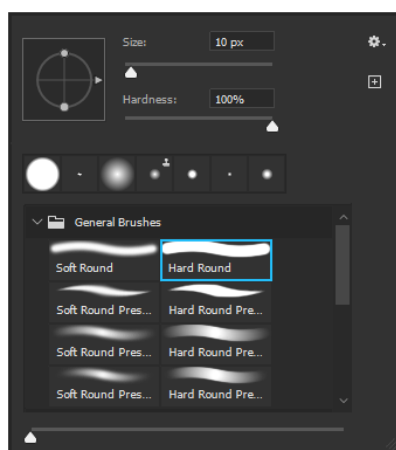 Size: 10 px
Hardness: 100%
General Brushes
Soft Round Hard Round
Soft Round Pres... Hard Round Pre...
Soft Round Pres... Hard Round Pre...
Soft Round Pres... Hard Round Pre...